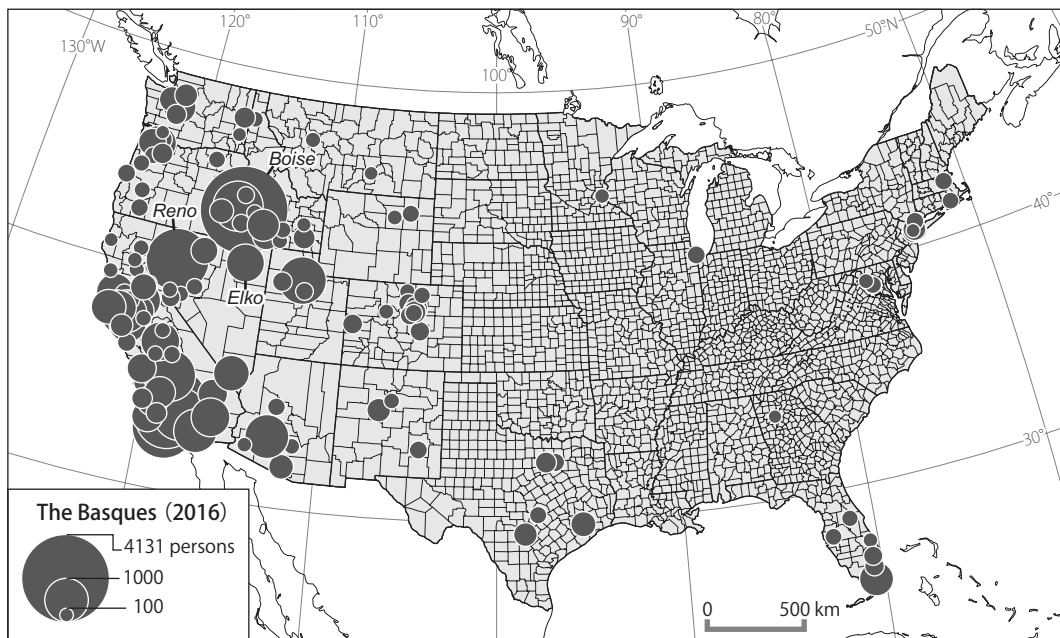 120°
110°
90°
80°
50°N
130°W
100°
Boise
Reno
40°
Elko
30°
The Basques (2016)
4131 persons
1000
100
0 500 km